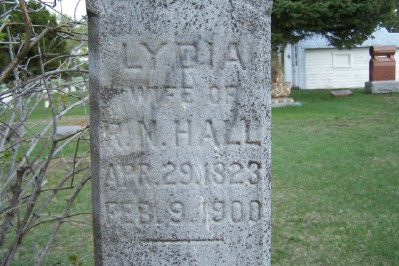 LYDIA
WIFE OF
R. N. HALL
APR. 29. 1823
FEB. 9. 1900